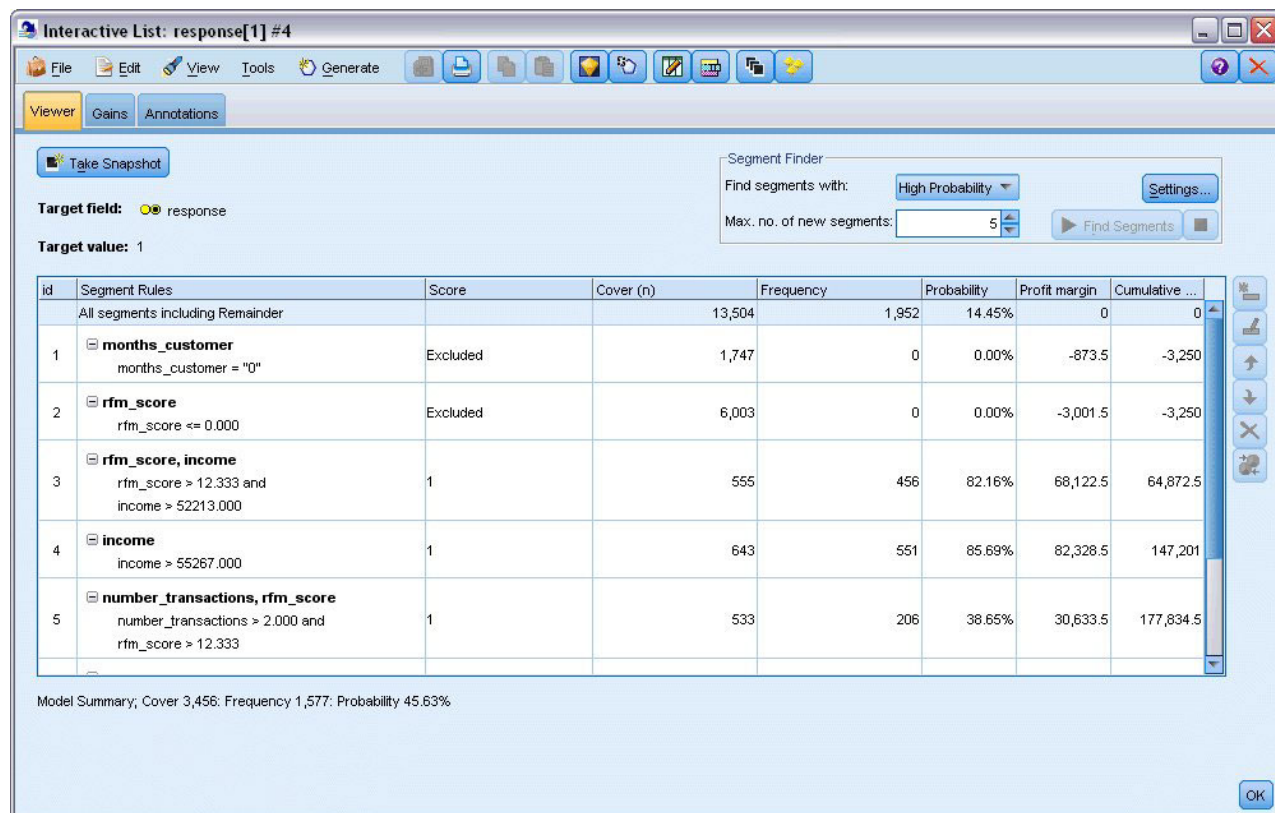 Interactive List: response[1] #4
File Edit View Tools Generate
Viewer Gains Annotations
Take Snapshot
Segment Finder
Find segments with: High Probability Settings...
Max. no. of new segments: 5 Find Segments
Target field: response
Target value: 1
id Segment Rules Score Cover (n) Frequency Probability Profit margin Cumulative ...
All segments including Remainder 13,504 1,952 14.45% 0 0
months_customer
1 Excluded 1,747 0 0.00% -873.5 -3,250
months_customer = "0"
rfm_score
2 Excluded 6,003 0 0.00% -3,001.5 -3,250
rfm_score <= 0.000
rfm_score, income
3 rfm_score > 12.333 and 1 555 456 82.16% 68,122.5 64,872.5
income > 52213.000
income
4 1 643 551 85.69% 82,328.5 147,201
income > 55267.000
number_transactions, rfm_score
5 number_transactions > 2.000 and 1 533 206 38.65% 30,633.5 177,834.5
rfm_score > 12.333
Model Summary; Cover 3,456: Frequency 1,577: Probability 45.63%
OK